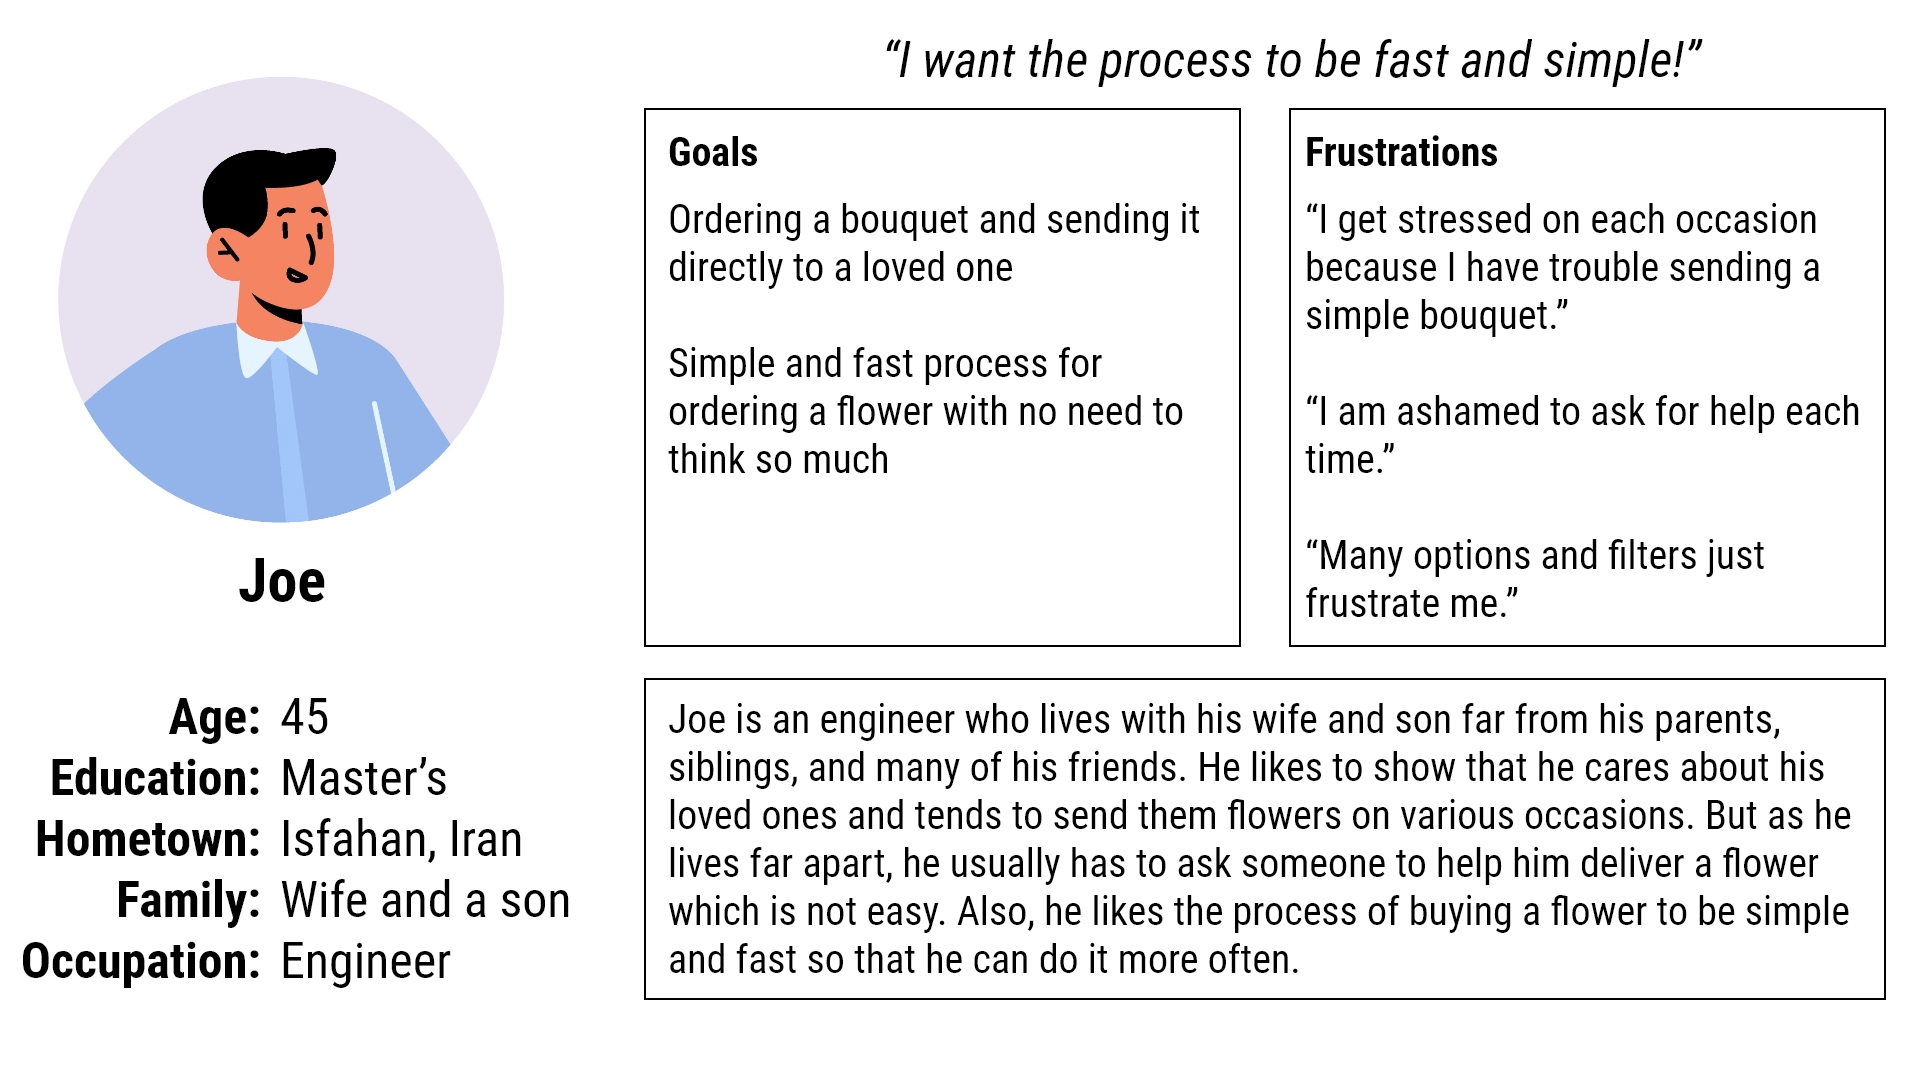 “I want the process to be fast and simple!”
Joe
Age: 45
Education: Master’s
Hometown: Isfahan, Iran
Family: Wife and a son
Occupation: Engineer
Goals
Ordering a bouquet and sending it
directly to a loved one
Simple and fast process for
ordering a flower with no need to
think so much
Frustrations
“I get stressed on each occasion
because I have trouble sending a
simple bouquet.”
“I am ashamed to ask for help each
time.”
“Many options and filters just
frustrate me.”
Joe is an engineer who lives with his wife and son far from his parents,
siblings, and many of his friends. He likes to show that he cares about his
loved ones and tends to send them flowers on various occasions. But as he
lives far apart, he usually has to ask someone to help him deliver a flower
which is not easy. Also, he likes the process of buying a flower to be simple
and fast so that he can do it more often.